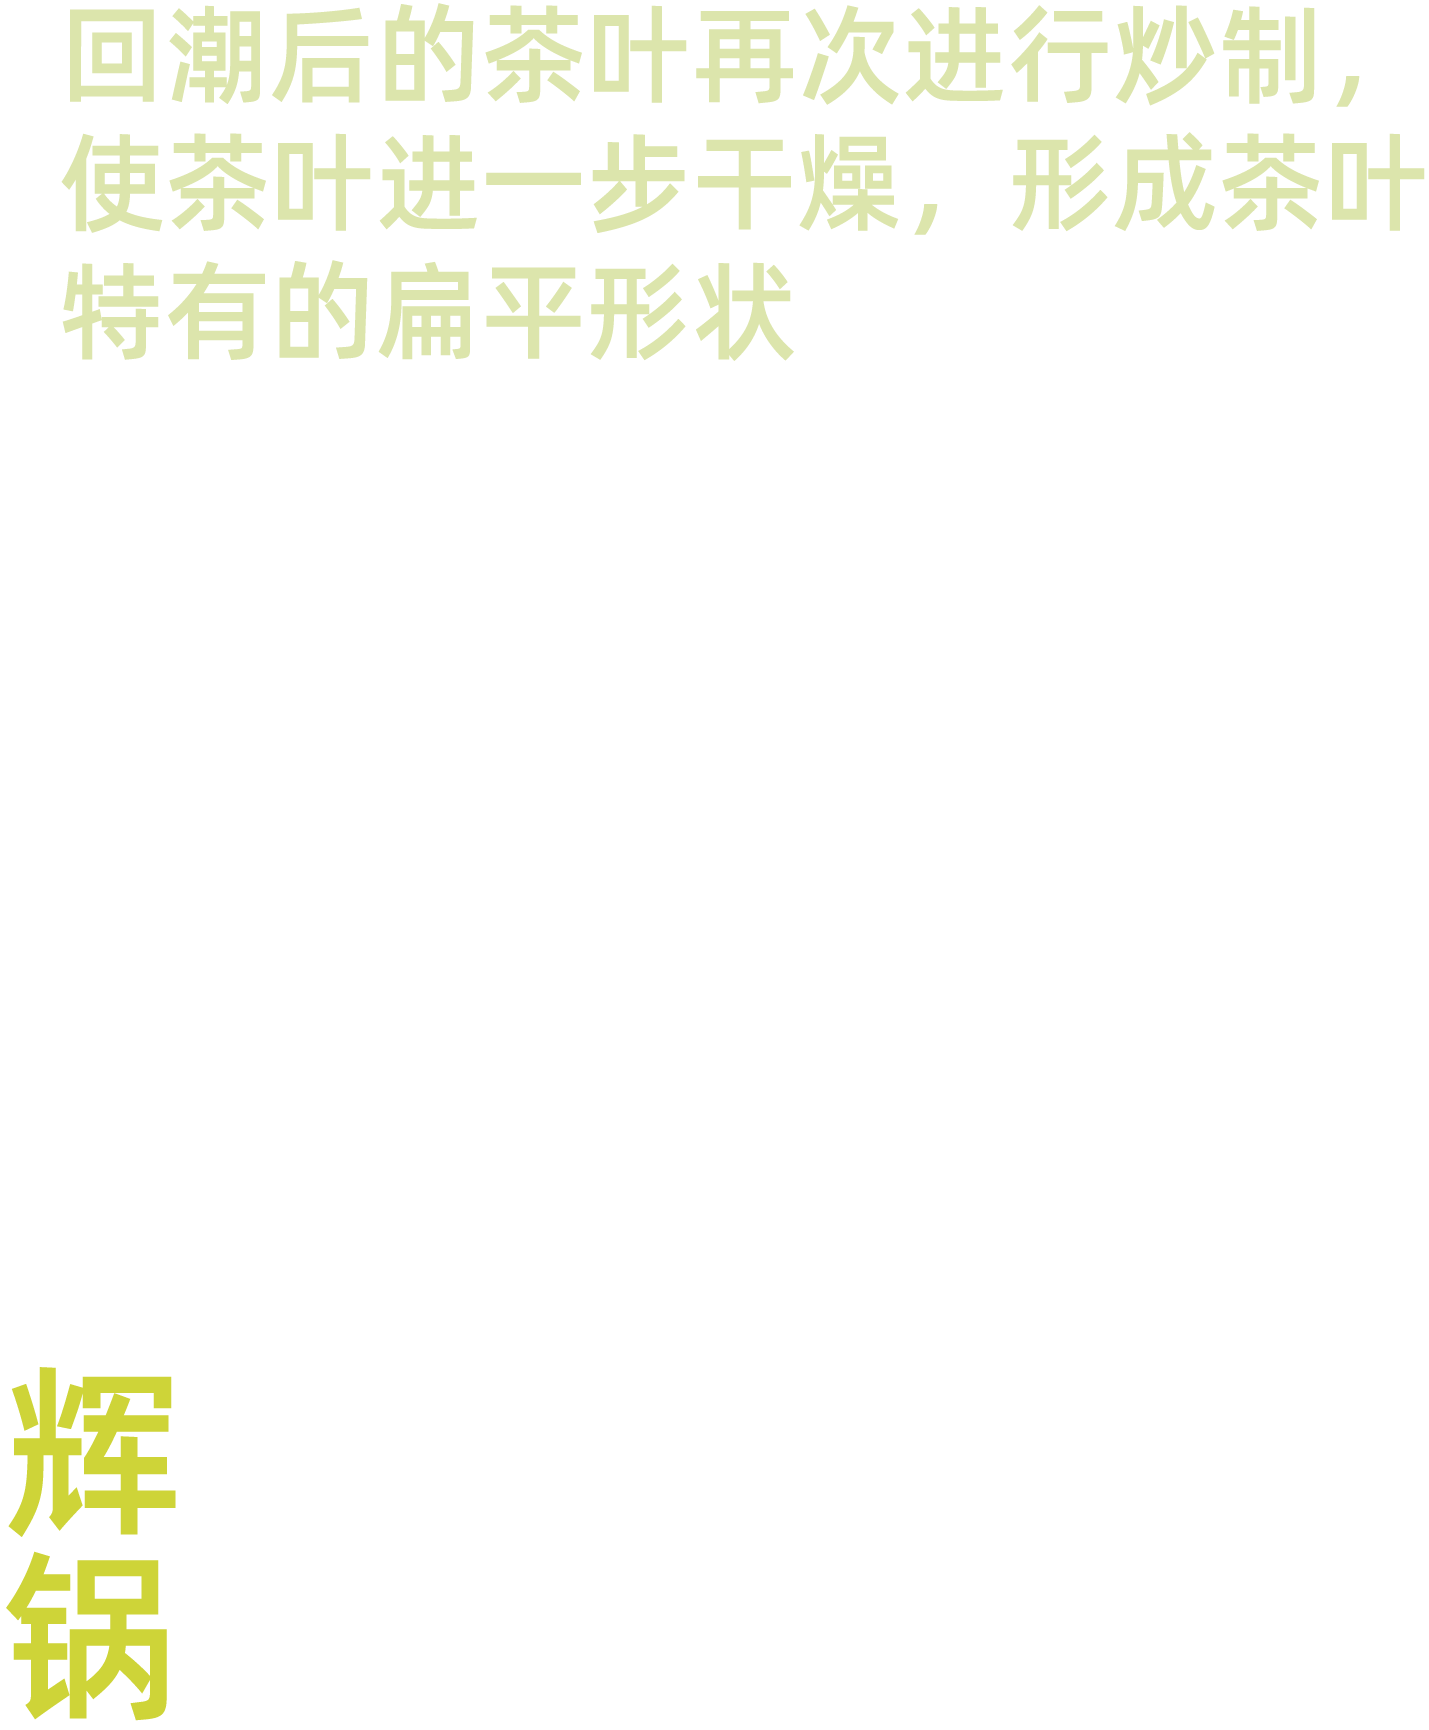 回潮后的茶叶再次进行炒制，
使茶叶进一步干燥，形成茶叶
特有的扁平形状
辉
锅